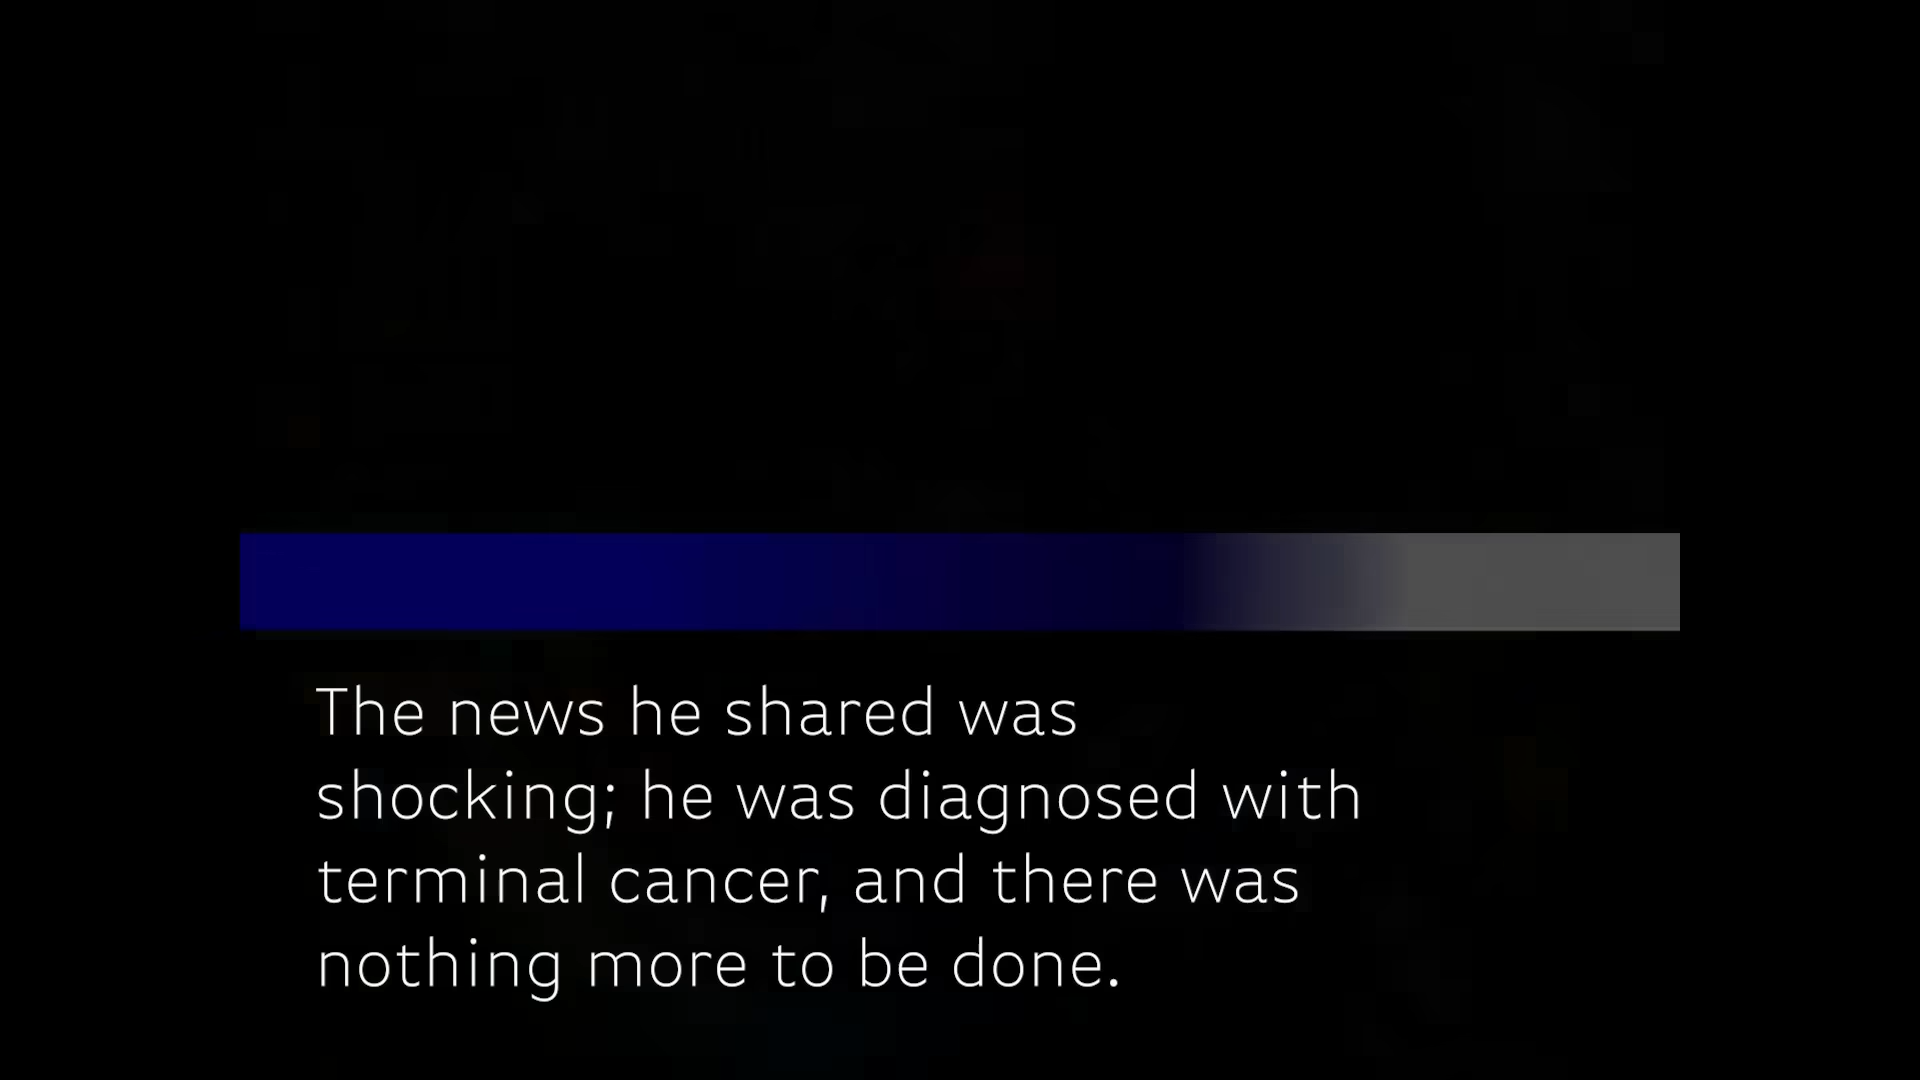 The news he shared was
shocking; he was diagnosed with
terminal cancer, and there was
nothing more to be done.